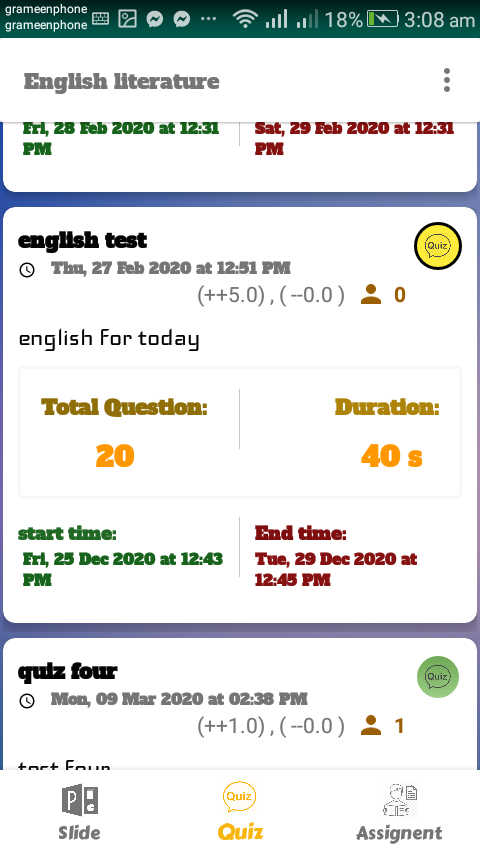 grameenphone
grameenphone
18% 3:08 am
English literature
Fri, 28 Feb 2020 at 12:31
PM
Sat, 29 Feb 2020 at 12:31
PM
english test
Quiz
Thu, 27 Feb 2020 at 12:51 PM
(++5.0) , ( --0.0 ) 0
english for today
Total Question:
20
Duration:
40 s
start time:
Fri, 25 Dec 2020 at 12:43
PM
End time:
Tue, 29 Dec 2020 at
12:45 PM
quiz four
Quiz
Mon, 09 Mar 2020 at 02:38 PM
(++1.0) , ( --0.0 ) 1
test four
Slide
Quiz
Quiz
Assignent